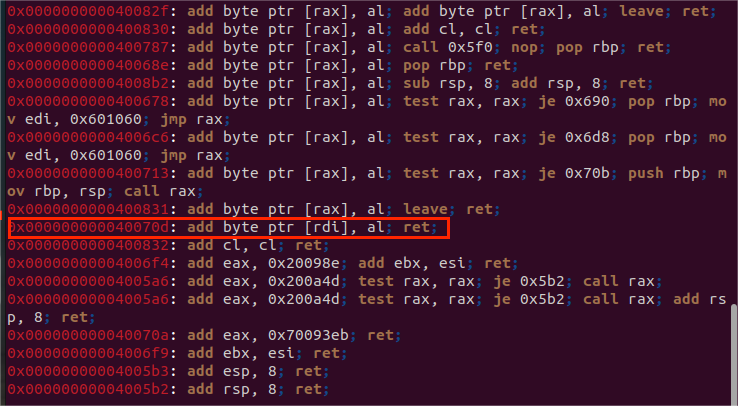 0x000000000040082f: add byte ptr [rax], al; add byte ptr [rax], al; leave; ret;
0x0000000000400830: add byte ptr [rax], al; add cl, cl; ret;
0x0000000000400787: add byte ptr [rax], al; call 0x5f0; nop; pop rbp; ret;
0x000000000040068e: add byte ptr [rax], al; pop rbp; ret;
0x00000000004008b2: add byte ptr [rax], al; sub rsp, 8; add rsp, 8; ret;
0x0000000000400678: add byte ptr [rax], al; test rax, rax; je 0x690; pop rbp; mo
v edi, 0x601060; jmp rax;
0x00000000004006c6: add byte ptr [rax], al; test rax, rax; je 0x6d8; pop rbp; mo
v edi, 0x601060; jmp rax;
0x0000000000400713: add byte ptr [rax], al; test rax, rax; je 0x70b; push rbp; m
ov rbp, rsp; call rax;
0x0000000000400831: add byte ptr [rax], al; leave; ret;
0x000000000040070d: add byte ptr [rdi], al; ret;
0x0000000000400832: add cl, cl; ret;
0x00000000004006f4: add eax, 0x20098e; add ebx, esi; ret;
0x00000000004005a6: add eax, 0x200a4d; test rax, rax; je 0x5b2; call rax;
0x00000000004005a6: add eax, 0x200a4d; test rax, rax; je 0x5b2; call rax; add rs
p, 8; ret;
0x000000000040070a: add eax, 0x70093eb; ret;
0x00000000004006f9: add ebx, esi; ret;
0x00000000004005b3: add esp, 8; ret;
0x00000000004005b2: add rsp, 8; ret;